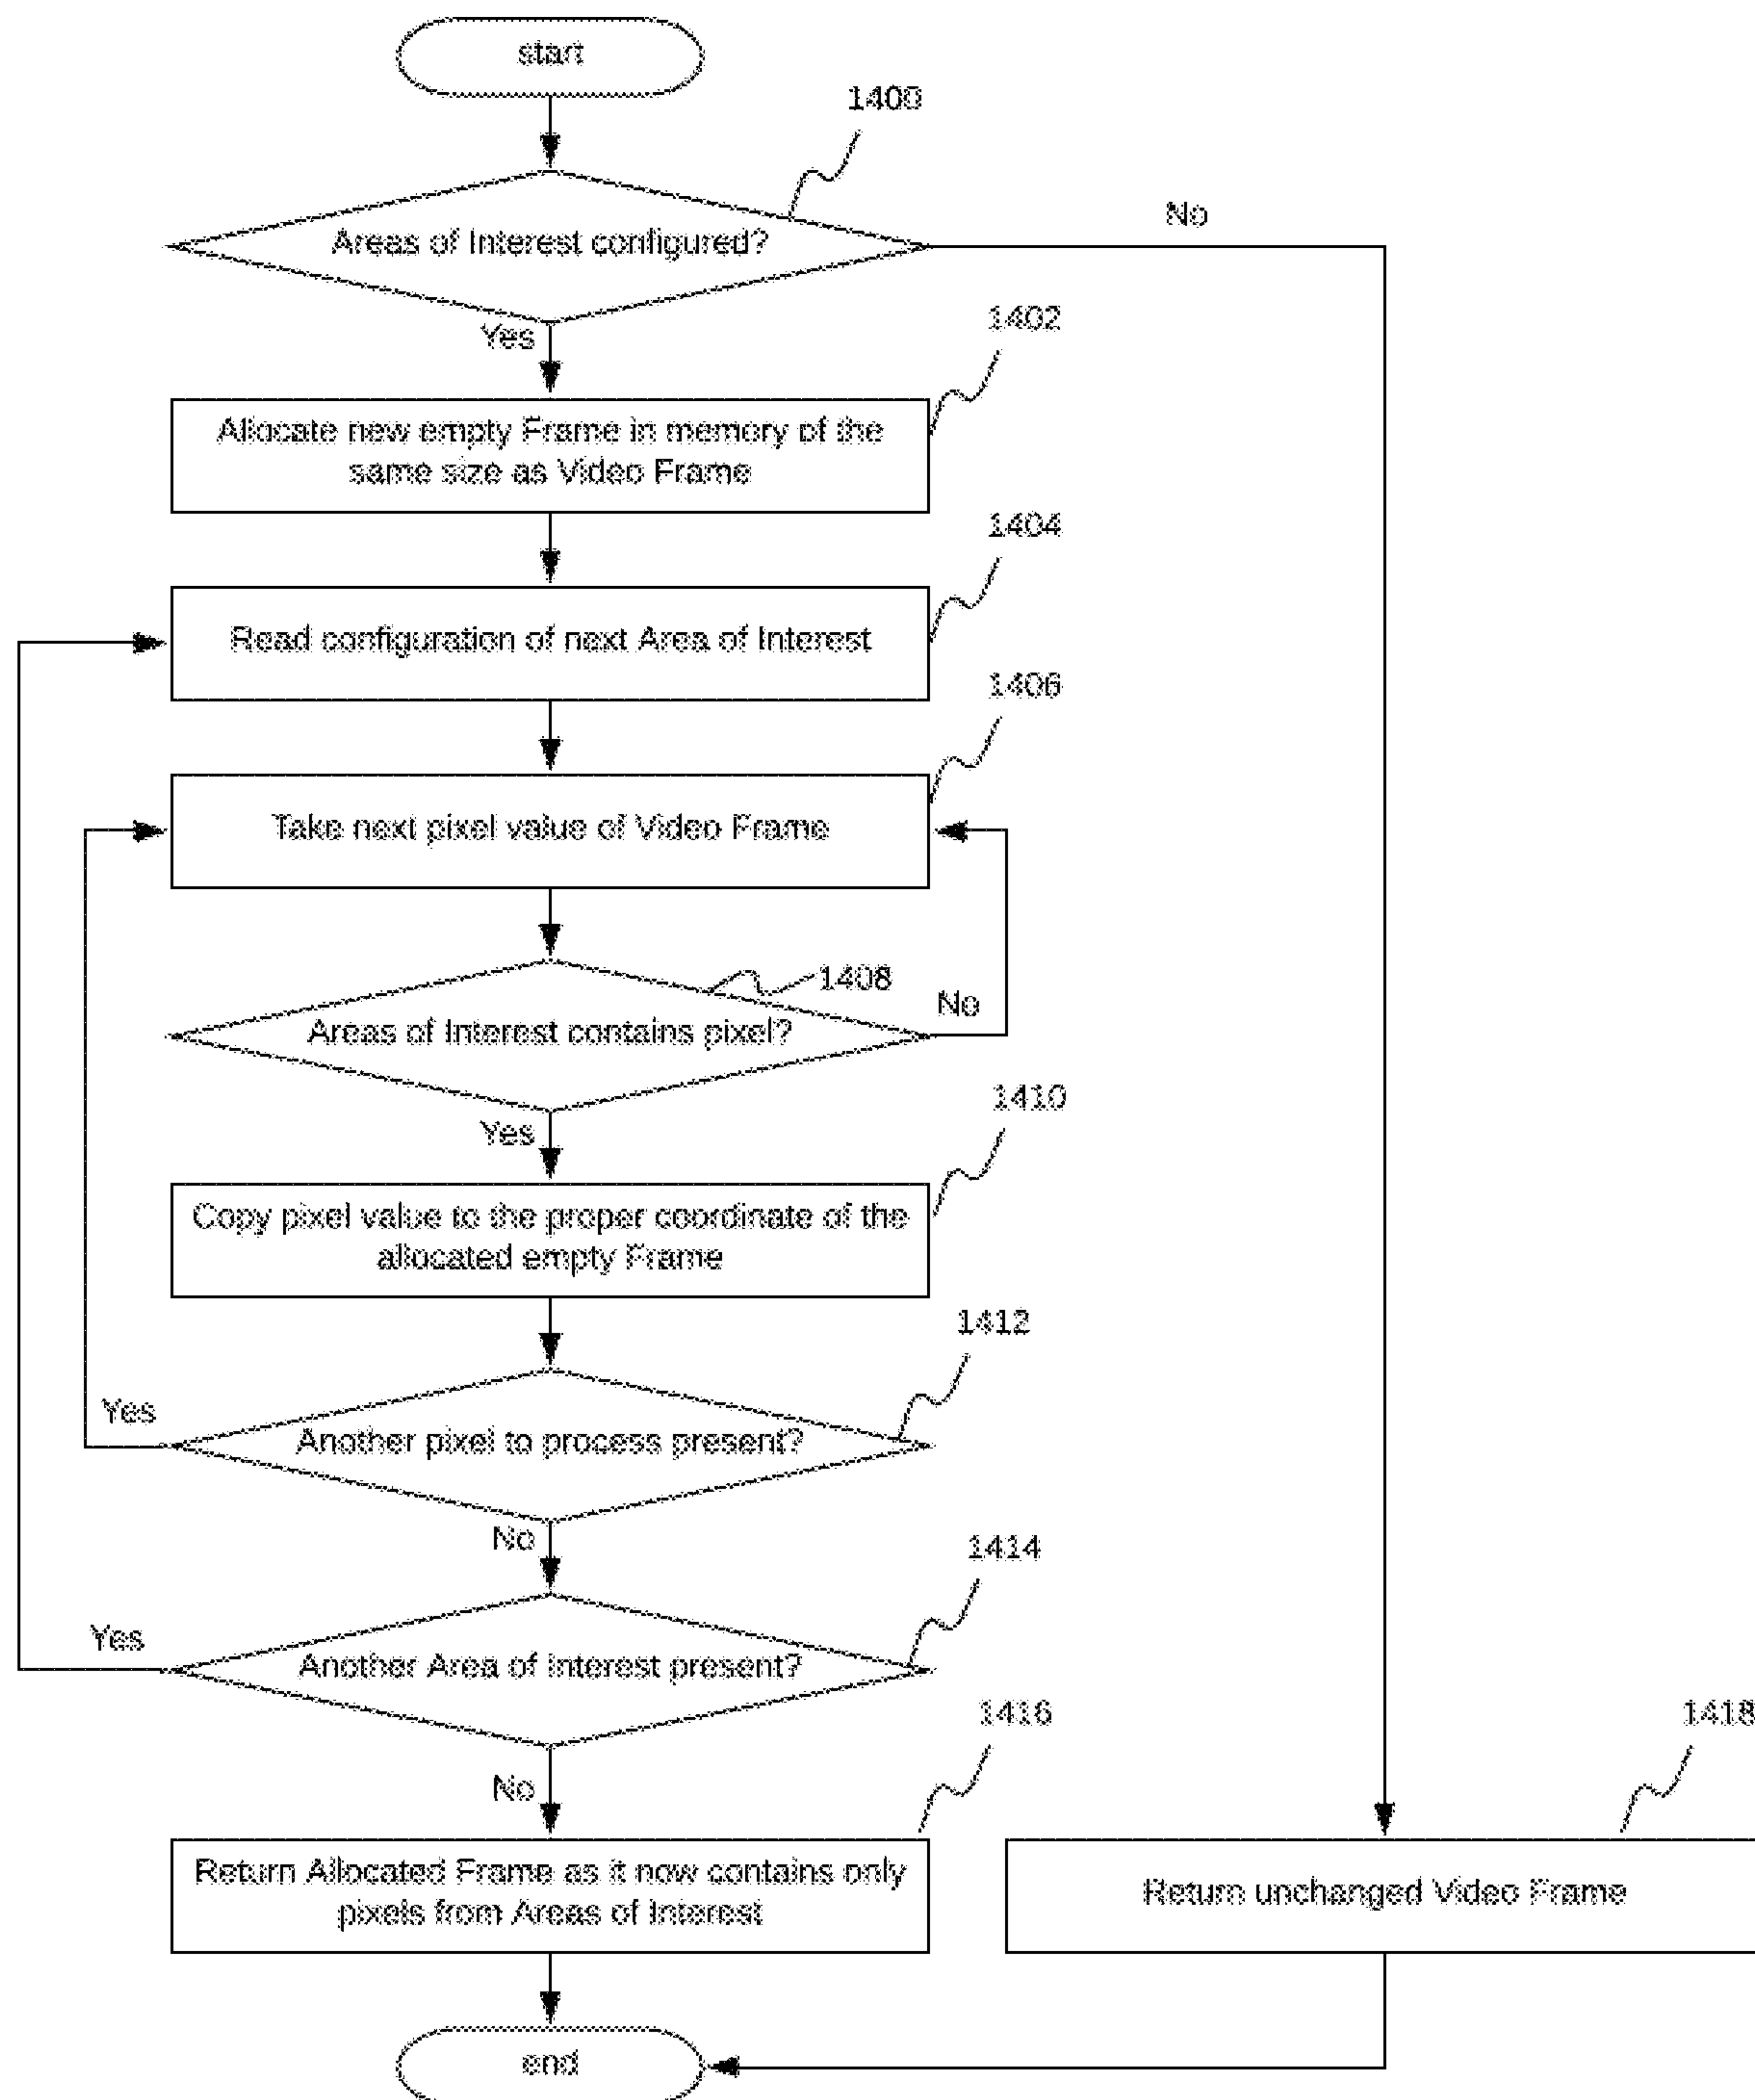 start
1400
Areas of Interest configured?
No
Yes
1402
Allocate new empty Frame in memory of the
same size as Video Frame
1404
Read configuration of next Area of Interest
1406
Take next pixel value of Video Frame
1408
Areas of Interest contains pixel?
No
Yes
1410
Copy pixel value to the proper coordinate of the
allocated empty Frame
1412
Another pixel to process present?
Yes
No
1414
Another Area of Interest present?
Yes
No
1416
Return Allocated Frame as it now contains only
pixels from Areas of Interest
1418
Return unchanged Video Frame
end